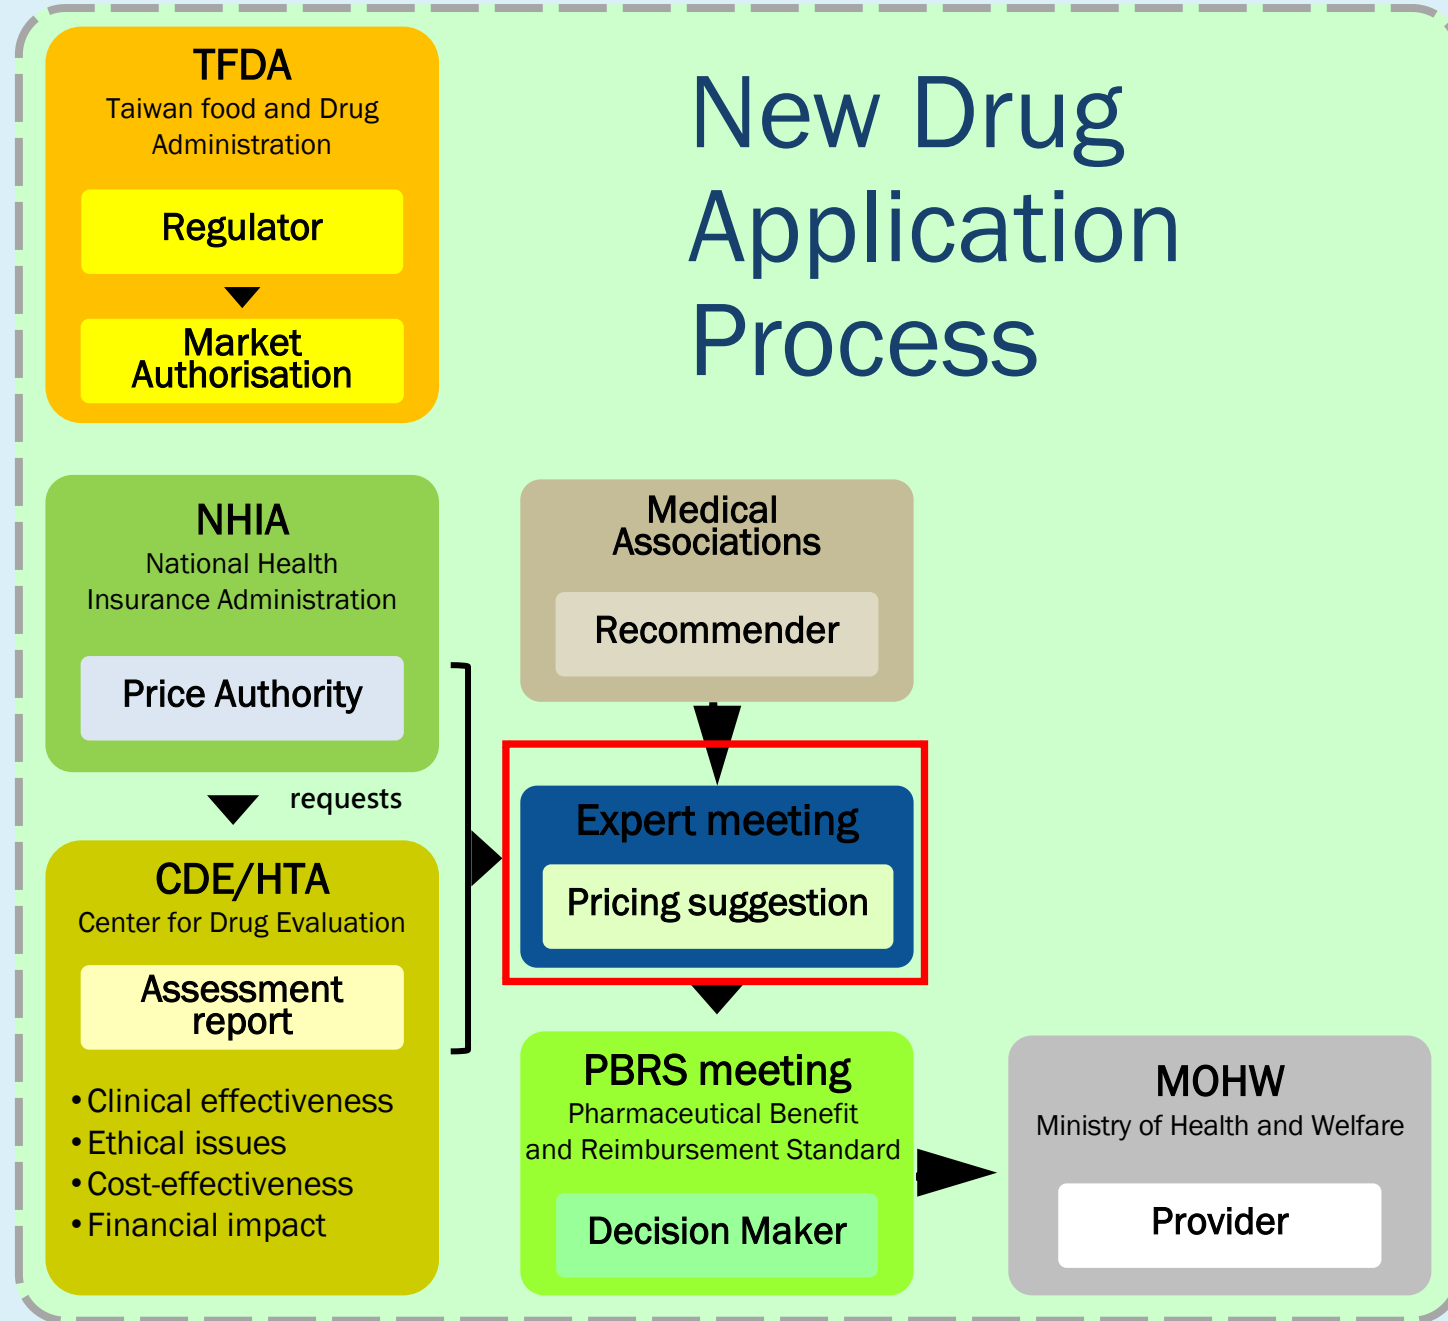 New Drug
Application
Process
TFDA
Taiwan food and Drug
Administration
Regulator
Market
Authorisation
NHIA
National Health
Insurance Administration
Price Authority
requests
CDE/HTA
Center for Drug Evaluation
Assessment
report
•Clinical effectiveness
•Ethical issues
•Cost-effectiveness
•Financial impact
Medical
Associations
Recommender
Expert meeting
Pricing suggestion
PBRS meeting
Pharmaceutical Benefit
and Reimbursement Standard
Decision Maker
MOHW
Ministry of Health and Welfare
Provider